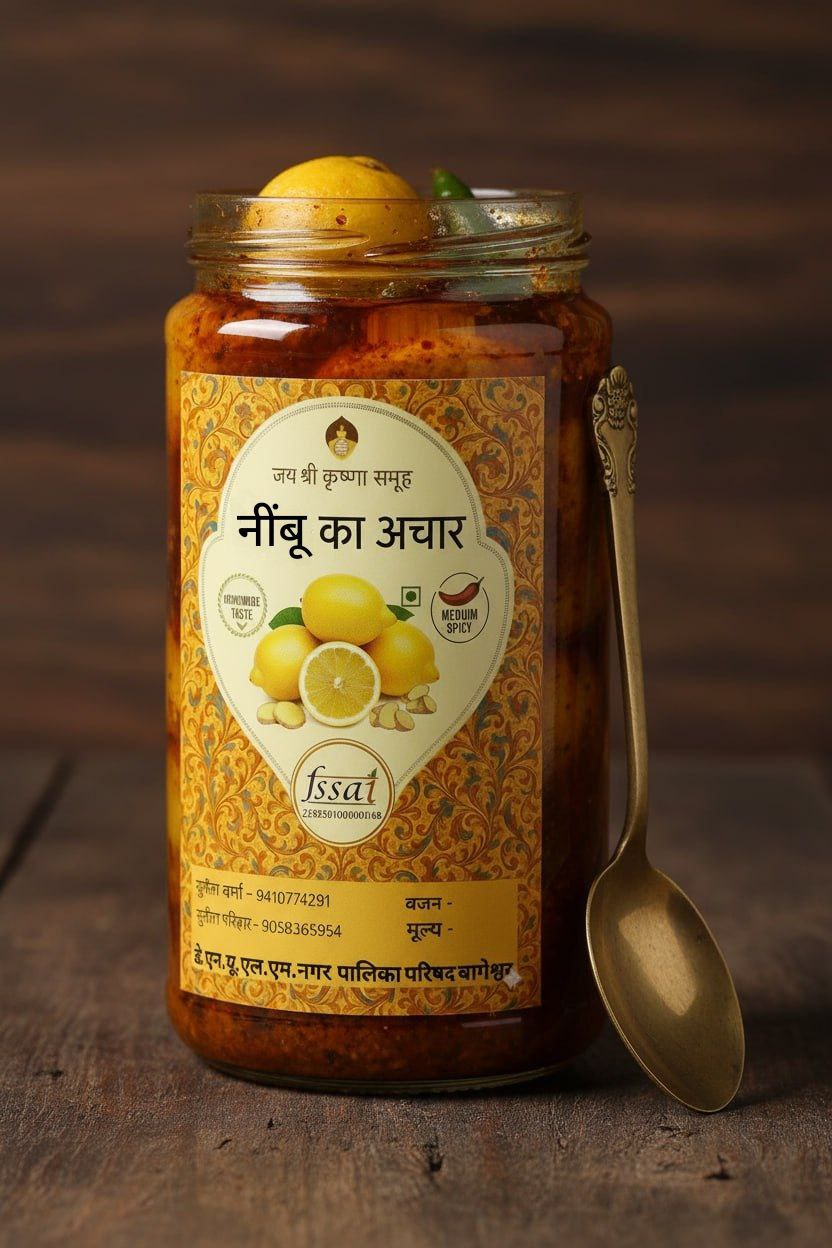 जय श्री कृष्णा समूह
नींबू का अचार
TASTE
MEDUIM
SPICY
fssai
वर्मा - 9410774291
वजन -
परिहार - 9058365954
मूल्य -
डे.एन.यू.एल.एम.नगर पालिका परिषद बागेश्वर